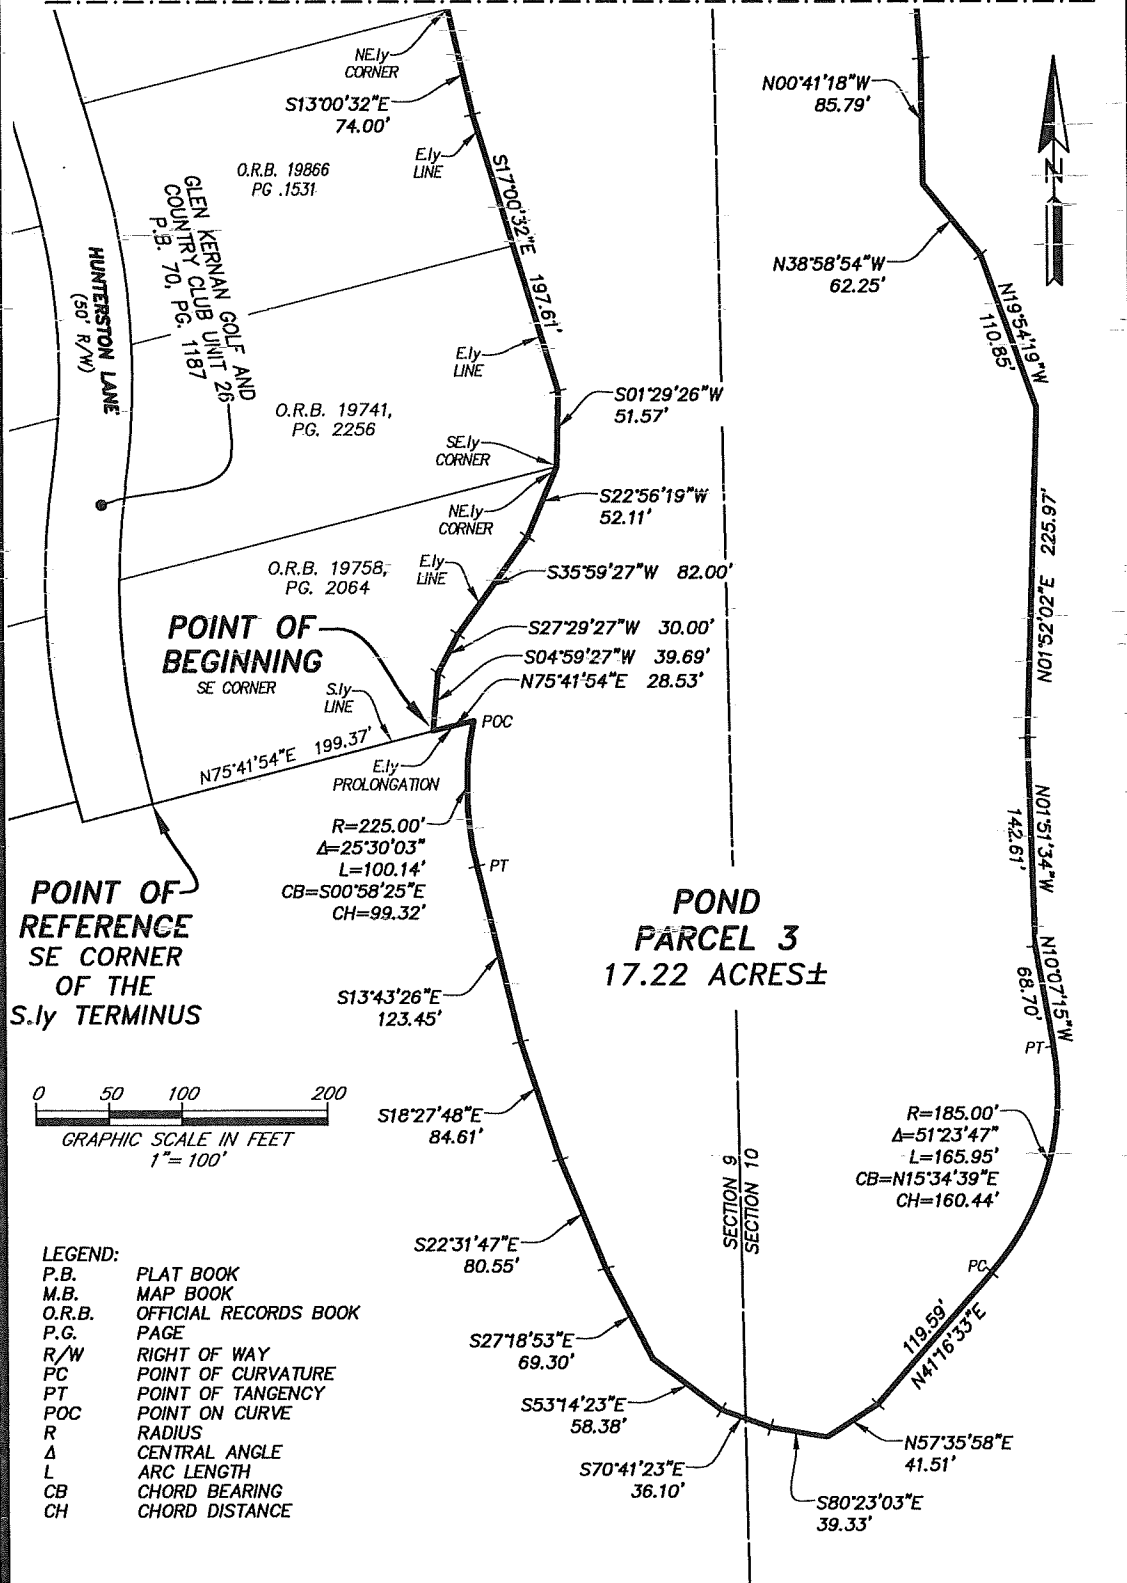 NE.ly
CORNER
S13°00'32"E
74.00'
E.ly
LINE
O.R.B. 19866
PG .1531
S17°00'32"E 197.61'
GLEN KERNAN GOLF AND
COUNTRY CLUB UNIT 26
P.B. 70, PG. 1187
HUNTERSTON LANE
(50' R/W)
E.ly
LINE
O.R.B. 19741,
PG. 2256
S01°29'26"W
51.57'
SE.ly
CORNER
NE.ly
CORNER
S22°56'19"W
52.11'
E.ly
LINE
O.R.B. 19758,
PG. 2064
S35°59'27"W 82.00'
S27°29'27"W 30.00'
S04°59'27"W 39.69'
N75°41'54"E 28.53'
POINT OF
BEGINNING
SE CORNER
S.ly
LINE
POC
N75°41'54"E 199.37'
E.ly
PROLONGATION
R=225.00'
Δ=25°30'03"
L=100.14'
CB=S00°58'25"E
CH=99.32'
PT
POINT OF
REFERENCE
SE CORNER
OF THE
S.ly TERMINUS
N00°41'18"W
85.79'
N
N38°58'54"W
62.25'
N19°54'19"W
110.85'
N01°52'02"E 225.97'
N01°51'34"W
142.61'
N10°07'15"W
68.70'
PT
POND
PARCEL 3
17.22 ACRES±
S13°43'26"E
123.45'
0 50 100 200
GRAPHIC SCALE IN FEET
1"= 100'
S18°27'48"E
84.61'
R=185.00'
Δ=51°23'47"
L=165.95'
CB=N15°34'39"E
CH=160.44'
SECTION 9
SECTION 10
PC
S22°31'47"E
80.55'
S27°18'53"E
69.30'
119.59'
N41°16'33"E
S53°14'23"E
58.38'
S70°41'23"E
36.10'
N57°35'58"E
41.51'
S80°23'03"E
39.33'
LEGEND:
P.B. PLAT BOOK
M.B. MAP BOOK
O.R.B. OFFICIAL RECORDS BOOK
P.G. PAGE
R/W RIGHT OF WAY
PC POINT OF CURVATURE
PT POINT OF TANGENCY
POC POINT ON CURVE
R RADIUS
Δ CENTRAL ANGLE
L ARC LENGTH
CB CHORD BEARING
CH CHORD DISTANCE